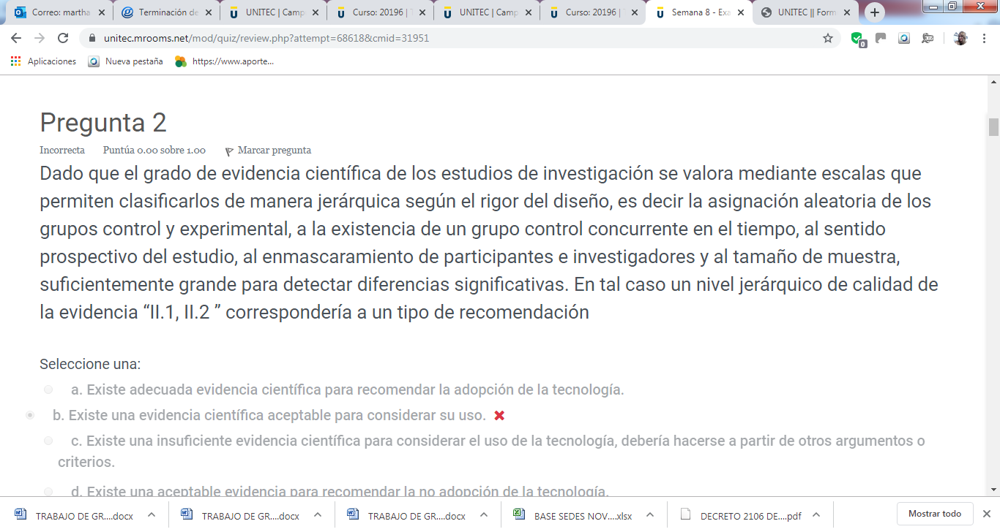 Correo: martha
Terminación de
UNITEC | Camp
Curso: 20196 | T
UNITEC | Camp
Curso: 20196 | T
Semana 8 - Exa
UNITEC || Form
unitec.mrooms.net/mod/quiz/review.php?attempt=68618&cmid=31951
0
Aplicaciones
Nueva pestaña
https://www.aporte...
Pregunta 2
Incorrecta Puntúa 0.00 sobre 1.00 Marcar pregunta
Dado que el grado de evidencia científica de los estudios de investigación se valora mediante escalas que
permiten clasificarlos de manera jerárquica según el rigor del diseño, es decir la asignación aleatoria de los
grupos control y experimental, a la existencia de un grupo control concurrente en el tiempo, al sentido
prospectivo del estudio, al enmascaramiento de participantes e investigadores y al tamaño de muestra,
suficientemente grande para detectar diferencias significativas. En tal caso un nivel jerárquico de calidad de
la evidencia “II.1, II.2 ” correspondería a un tipo de recomendación
Seleccione una:
a. Existe adecuada evidencia científica para recomendar la adopción de la tecnología.
b. Existe una evidencia científica aceptable para considerar su uso.
c. Existe una insuficiente evidencia científica para considerar el uso de la tecnología, debería hacerse a partir de otros argumentos o
criterios.
d. Existe una aceptable evidencia para recomendar la no adopción de la tecnología.
TRABAJO DE GR....docx
TRABAJO DE GR....docx
TRABAJO DE GR....docx
BASE SEDES NOV....xlsx
DECRETO 2106 DE....pdf
Mostrar todo